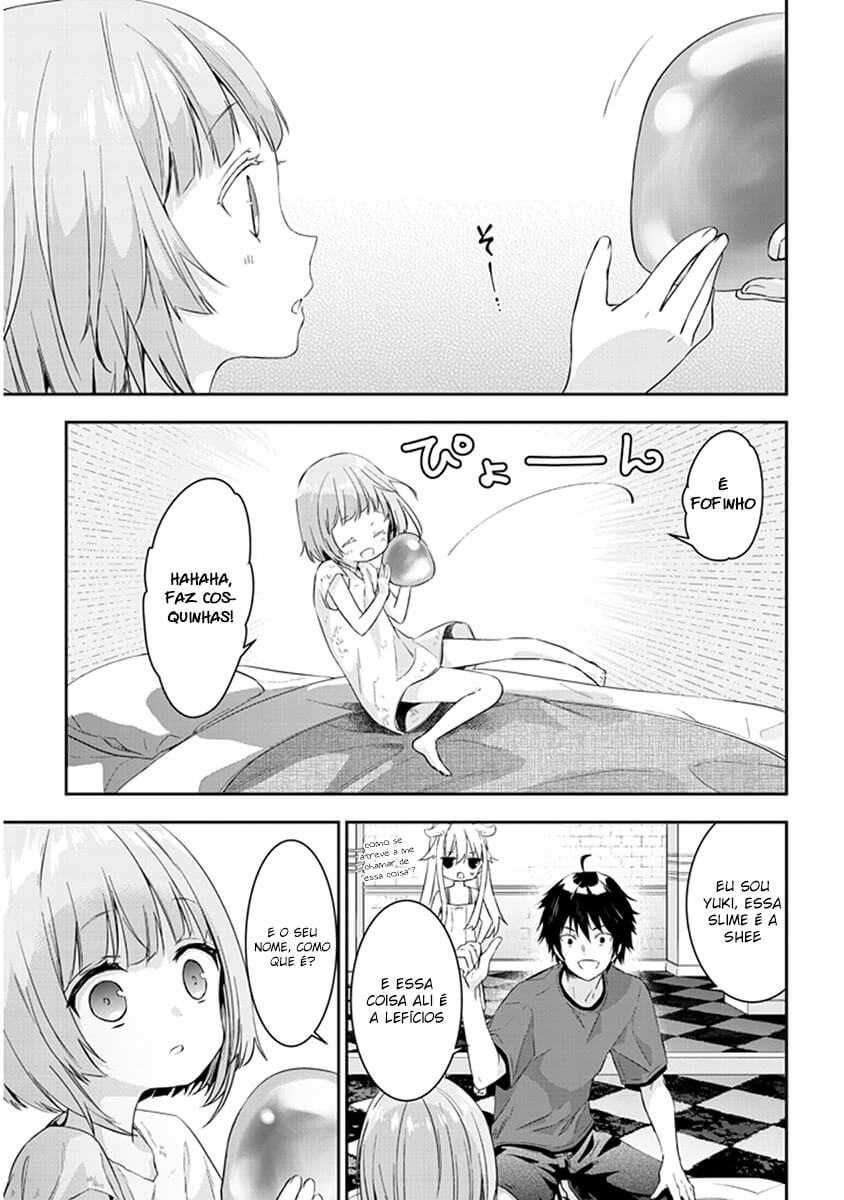 そ…
ぴょーん
É
FOFINHO
HAHAHA,
FAZ COS-
QUINHAS!
EU SOU
YUKI, ESSA
SLIME É A
SHEE
E ESSA
COISA ALI É
A LEFÍCIOS
como se
atreve a me
chamar de
"essa coisa"?
E O SEU
NOME, COMO
QUE É?